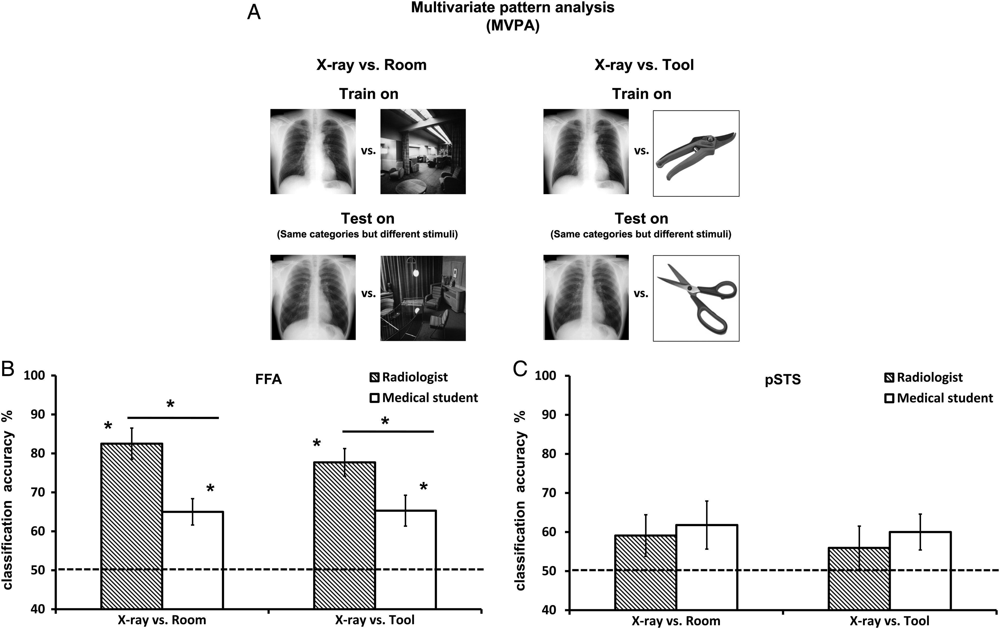 A
Multivariate pattern analysis
(MVPA)
X-ray vs. Room
X-ray vs. Tool
Train on
Train on
vs.
vs.
Test on
Test on
(Same categories but different stimuli)
(Same categories but different stimuli)
vs.
vs.
B
FFA
Radiologist
Medical student
classification accuracy %
100
90
80
70
60
50
40
*
*
*
*
*
*
X-ray vs. Room
X-ray vs. Tool
C
pSTS
Radiologist
Medical student
classification accuracy %
100
90
80
70
60
50
40
X-ray vs. Room
X-ray vs. Tool